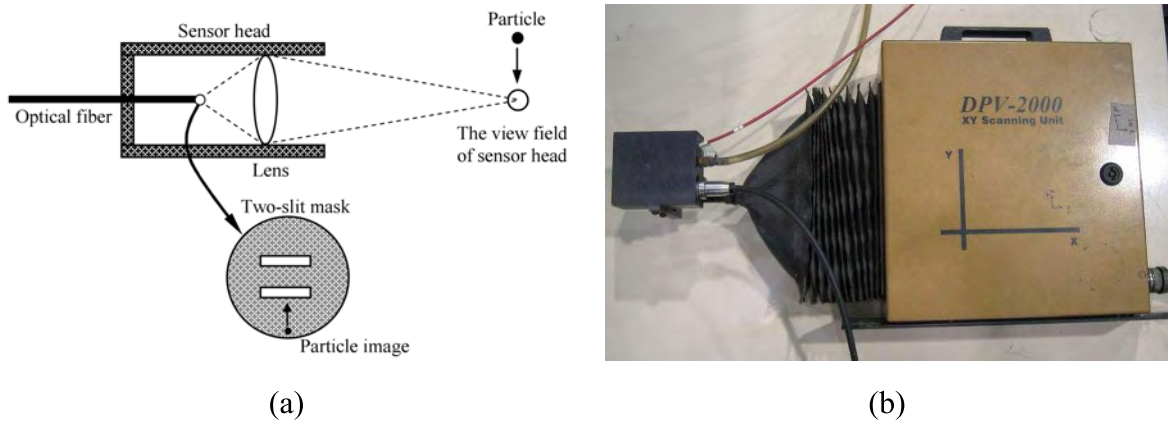 Sensor head
Particle
Optical fiber
The view field
of sensor head
Lens
Two-slit mask
Particle image
DPV-2000
XY Scanning Unit
Y
X
(a)
(b)